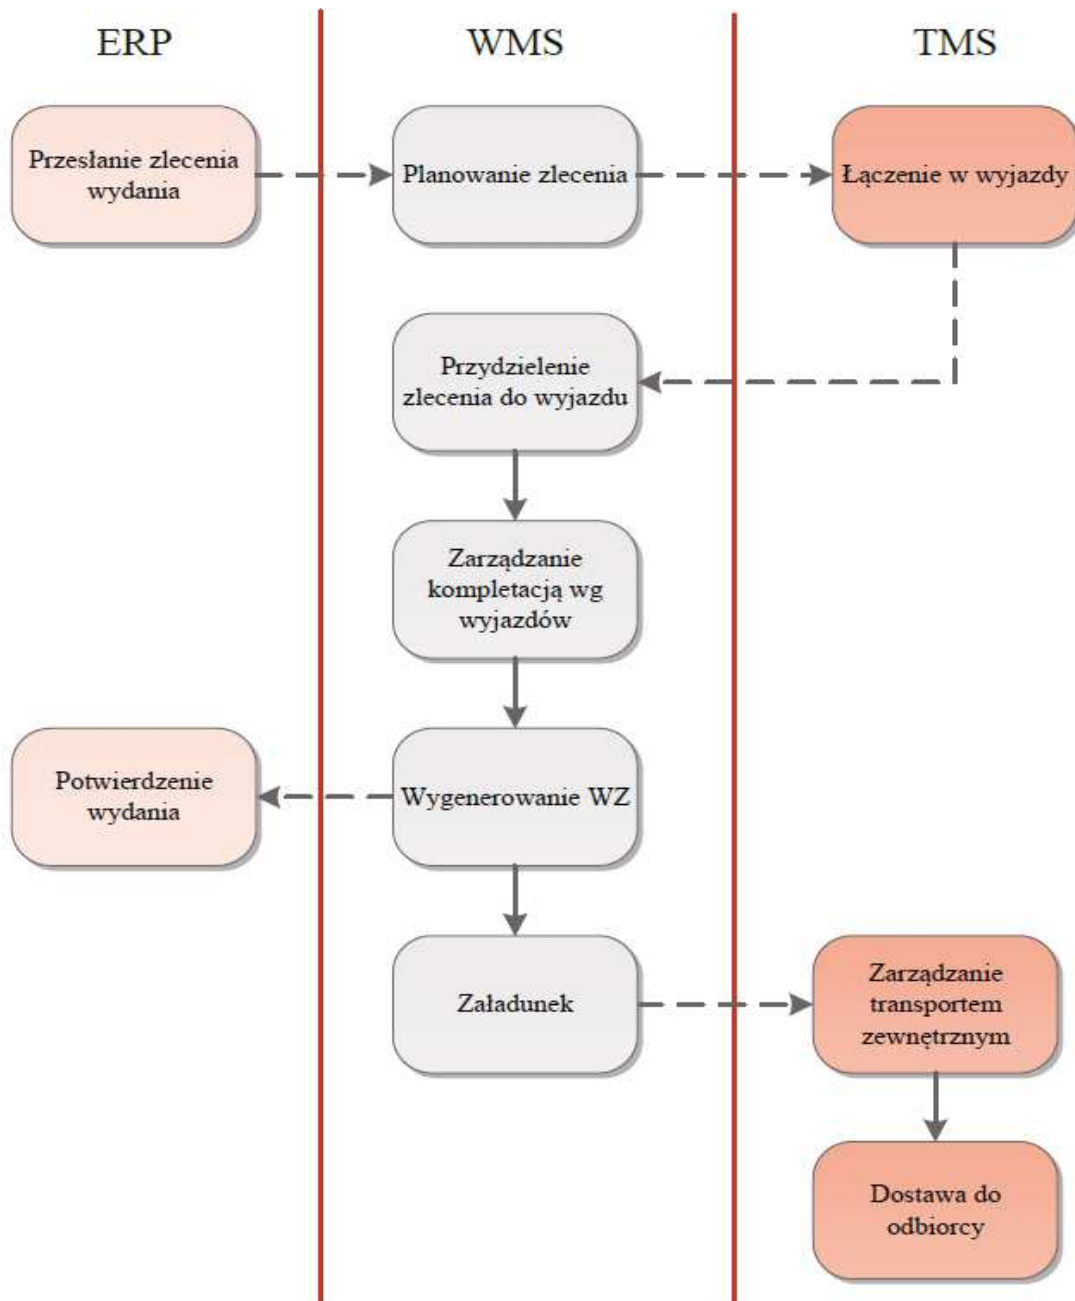 ERP
WMS
TMS
Przesłanie zlecenia
wydania
Planowanie zlecenia
Łączenie w wyjazdy
Przydzielenie
zlecenia do wyjazdu
Zarządzanie
kompletacją wg
wyjazdów
Potwierdzenie
wydania
Wygenerowanie WZ
Załadunek
Zarządzanie
transportem
zewnętrznym
Dostawa do
odbiorcy